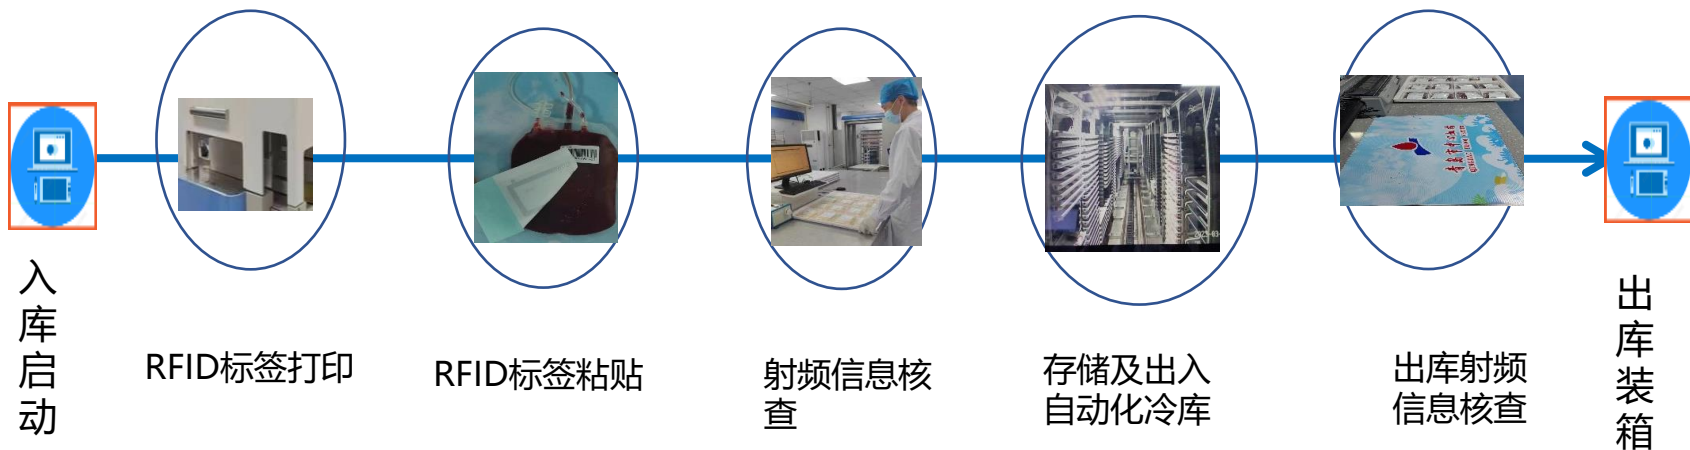 入库启动
RFID标签打印
RFID标签粘贴
射频信息核
查
存储及出入
自动化冷库
出库射频
信息核查
出库装箱